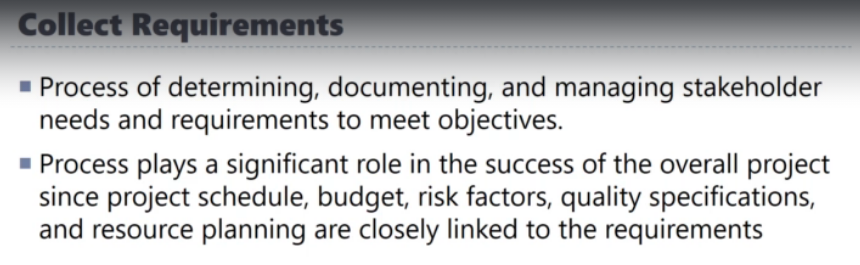 Collect Requirements
Process of determining, documenting, and managing stakeholder
needs and requirements to meet objectives.
Process plays a significant role in the success of the overall project
since project schedule, budget, risk factors, quality specifications,
and resource planning are closely linked to the requirements